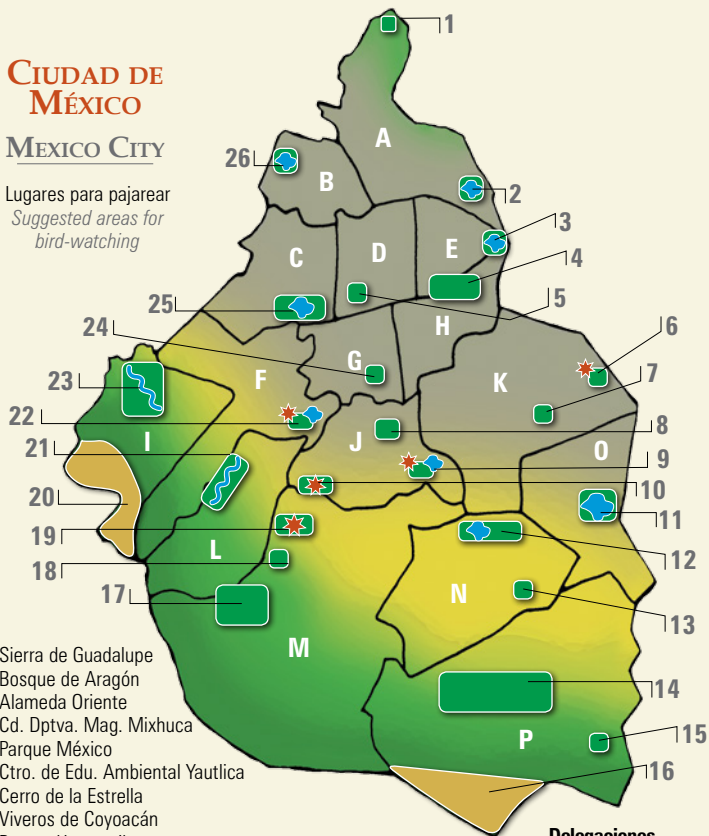 CIUDAD DE
MÉXICO
MEXICO CITY
Lugares para pajarear
Suggested areas for
bird-watching
1
A
26
B
2
3
C
D
E
4
25
5
24
H
6
G
7
23
F
K
22
J
8
I
O
21
9
20
10
19
11
L
18
12
17
N
13
M
14
P
15
16
Sierra de Guadalupe
Bosque de Aragón
Alameda Oriente
Cd. Dptva. Mag. Mixhuca
Parque México
Ctro. de Edu. Ambiental Yautlica
Cerro de la Estrella
Viveros de Coyoacán
Delegaciones